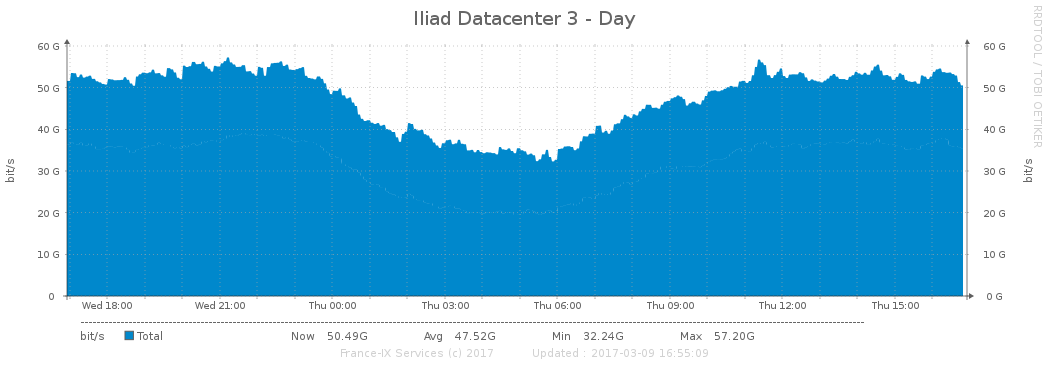 Iliad Datacenter 3 - Day
RRDTOOL / TOBI OETIKER
60 G 60 G
50 G 50 G
40 G 40 G
30 G 30 G
20 G 20 G
10 G 10 G
0 0 G
bit/s
bit/s
Wed 18:00 Wed 21:00 Thu 00:00 Thu 03:00 Thu 06:00 Thu 09:00 Thu 12:00 Thu 15:00
bit/s Total Now 50.49G Avg 47.52G Min 32.24G Max 57.20G
France-IX Services (c) 2017 Updated : 2017-03-09 16:55:09